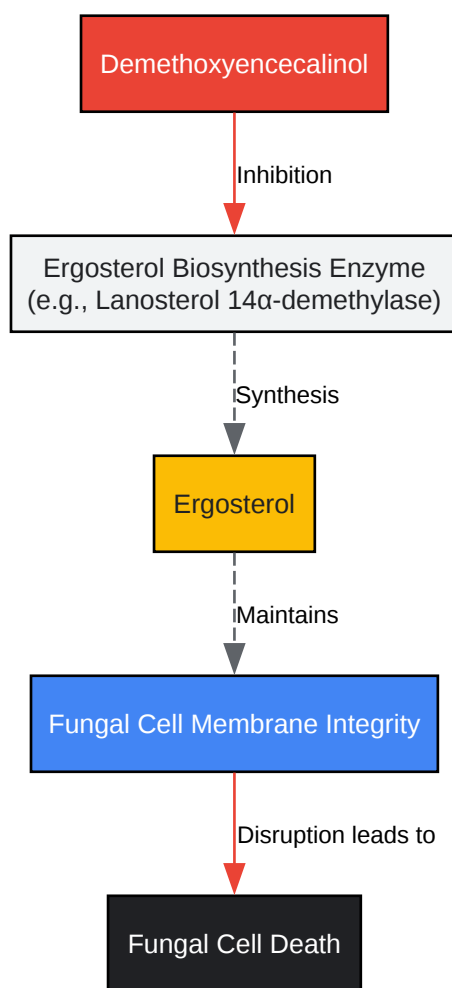 Demethoxyencecalinol
Inhibition
Ergosterol Biosynthesis Enzyme
(e.g., Lanosterol 14α-demethylase)
Synthesis
Ergosterol
Maintains
Fungal Cell Membrane Integrity
Disruption leads to
Fungal Cell Death